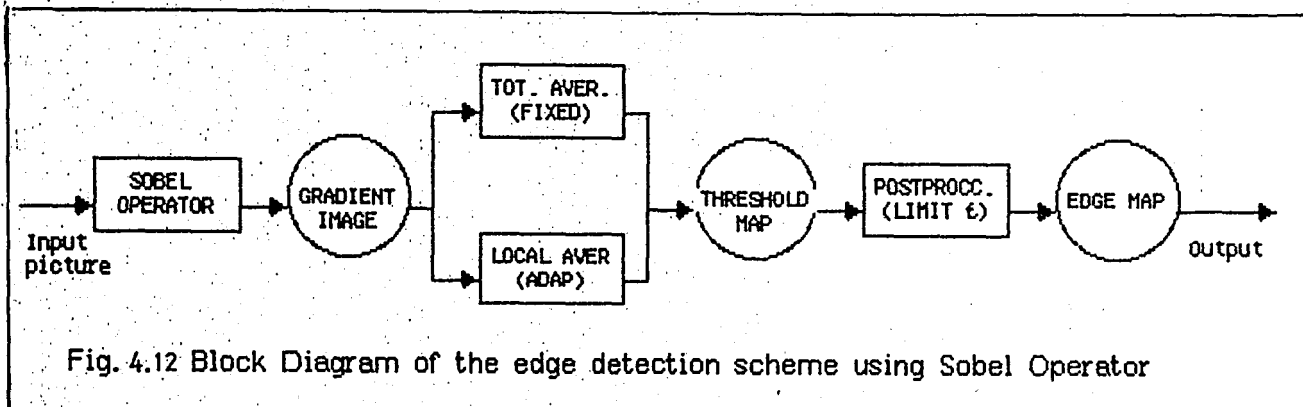 TOT. AVER.
(FIXED)
SOBEL
OPERATOR
GRADIENT
IMAGE
THRESHOLD
MAP
POSTPROCC.
(LIMIT £)
EDGE MAP
Input
picture
LOCAL AVER
(ADAP)
Output
Fig. 4.12 Block Diagram of the edge detection scheme using Sobel Operator